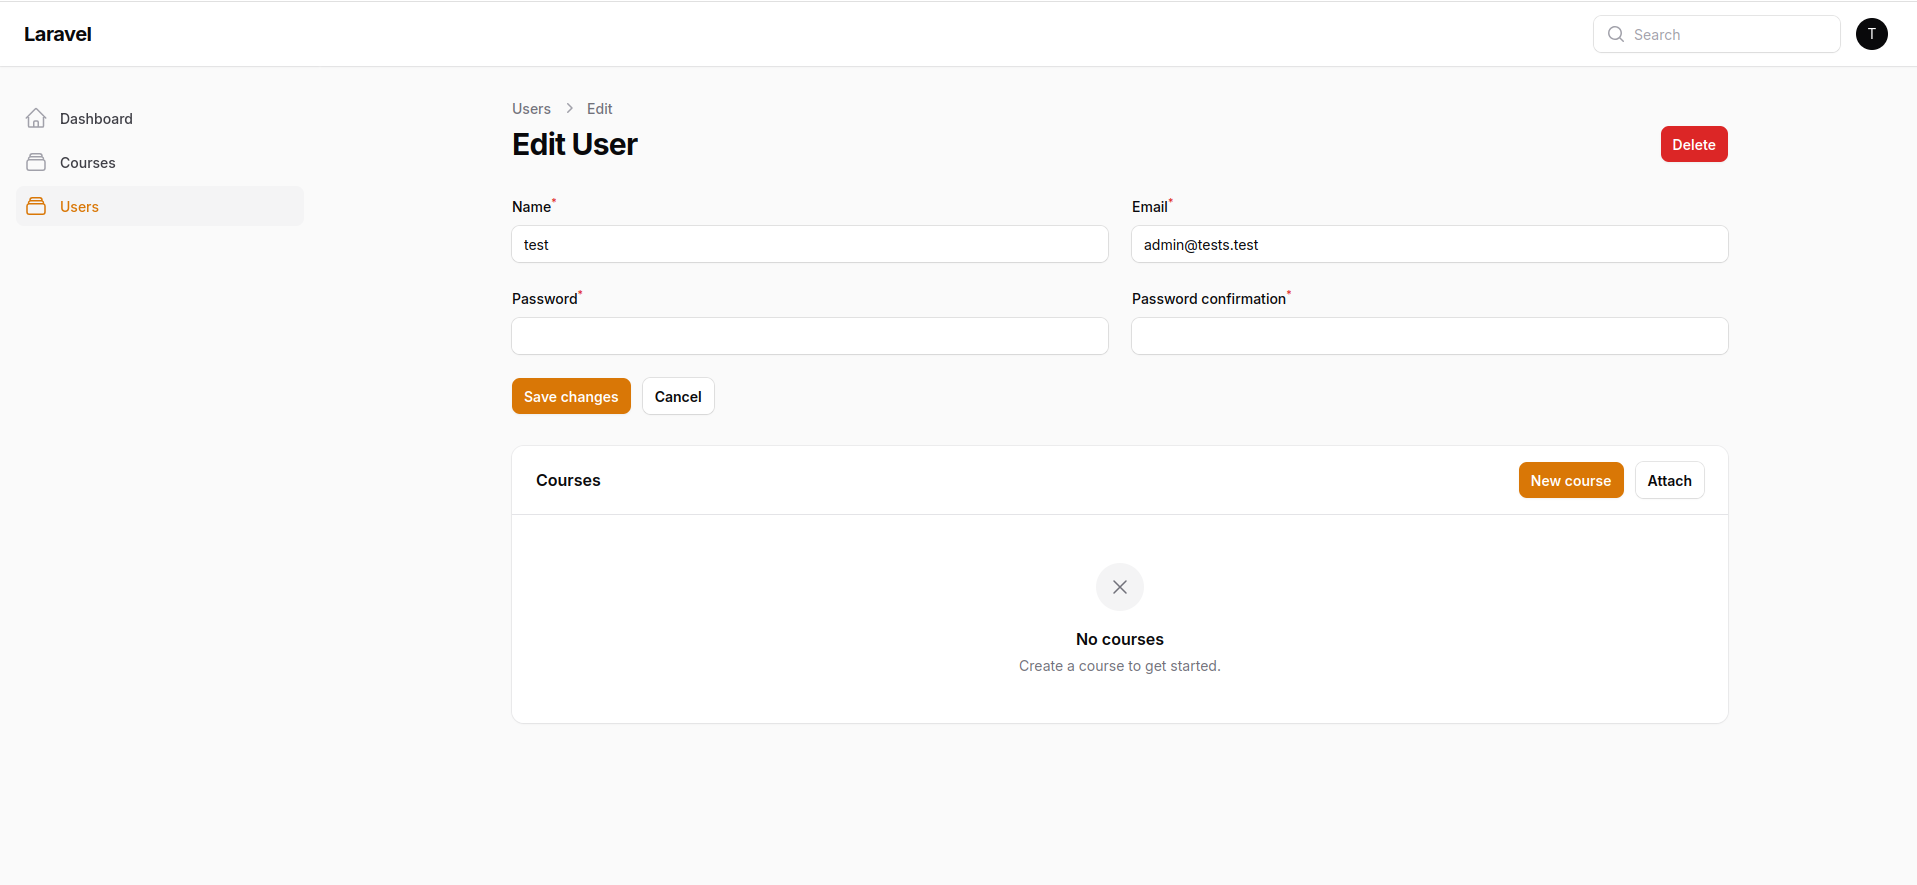 Laravel
Search
T
Dashboard
Courses
Users
Users > Edit
Edit User
Delete
Name*
Email*
test
admin@tests.test
Password*
Password confirmation*
Save changes
Cancel
Courses
New course
Attach
No courses
Create a course to get started.